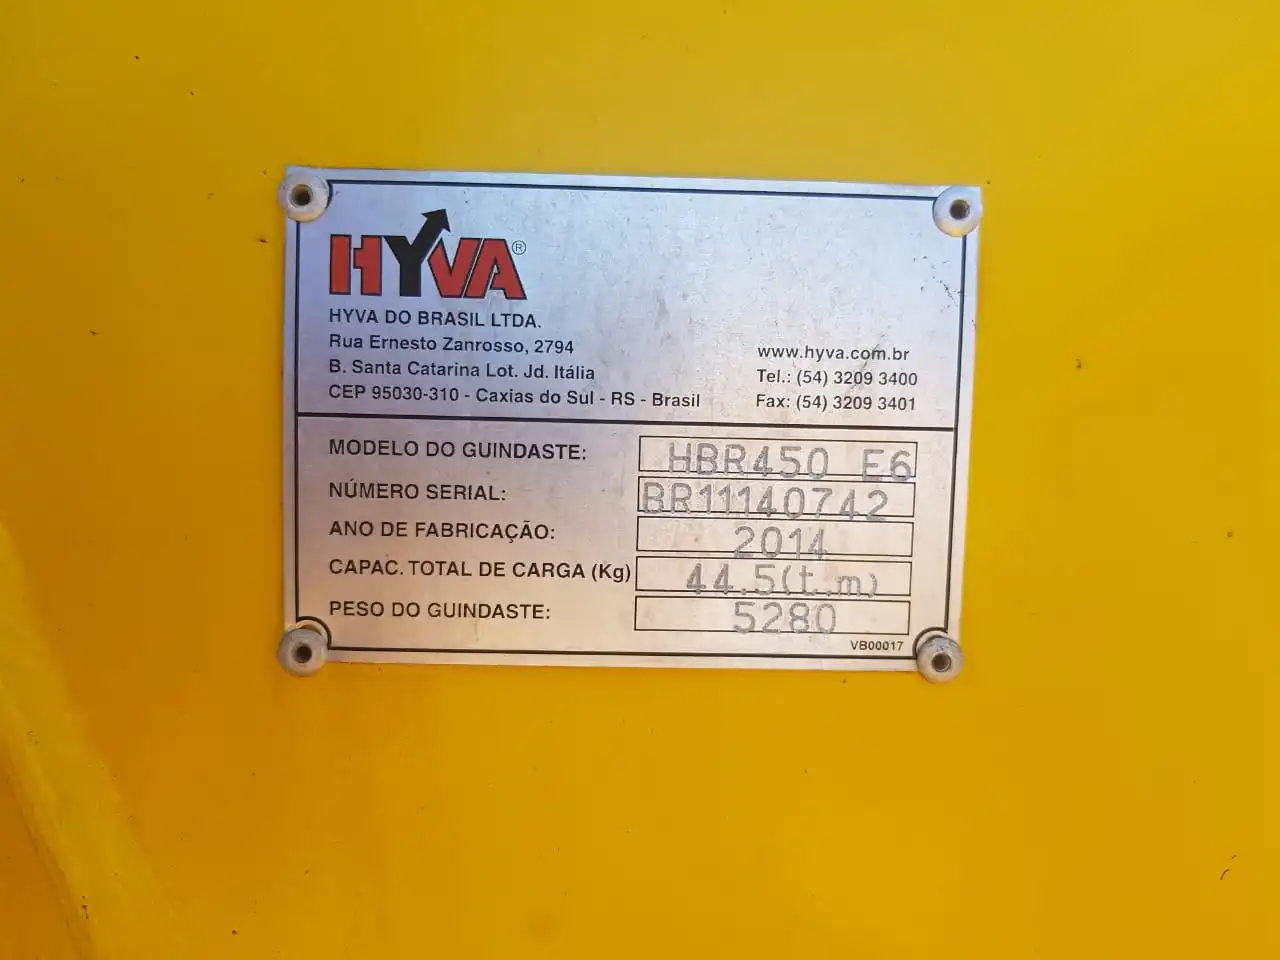 HYVA®
HYVA DO BRASIL LTDA.
Rua Ernesto Zanrosso, 2794
B. Santa Catarina Lot. Jd. Itália
CEP 95030-310 - Caxias do Sul - RS - Brasil
www.hyva.com.br
Tel.: (54) 3209 3400
Fax: (54) 3209 3401
MODELO DO GUINDASTE: HBR450 E6
NÚMERO SERIAL: BR11140742
ANO DE FABRICAÇÃO: 2014
CAPAC. TOTAL DE CARGA (Kg) 44.5(t.m)
PESO DO GUINDASTE: 5280
VB00017